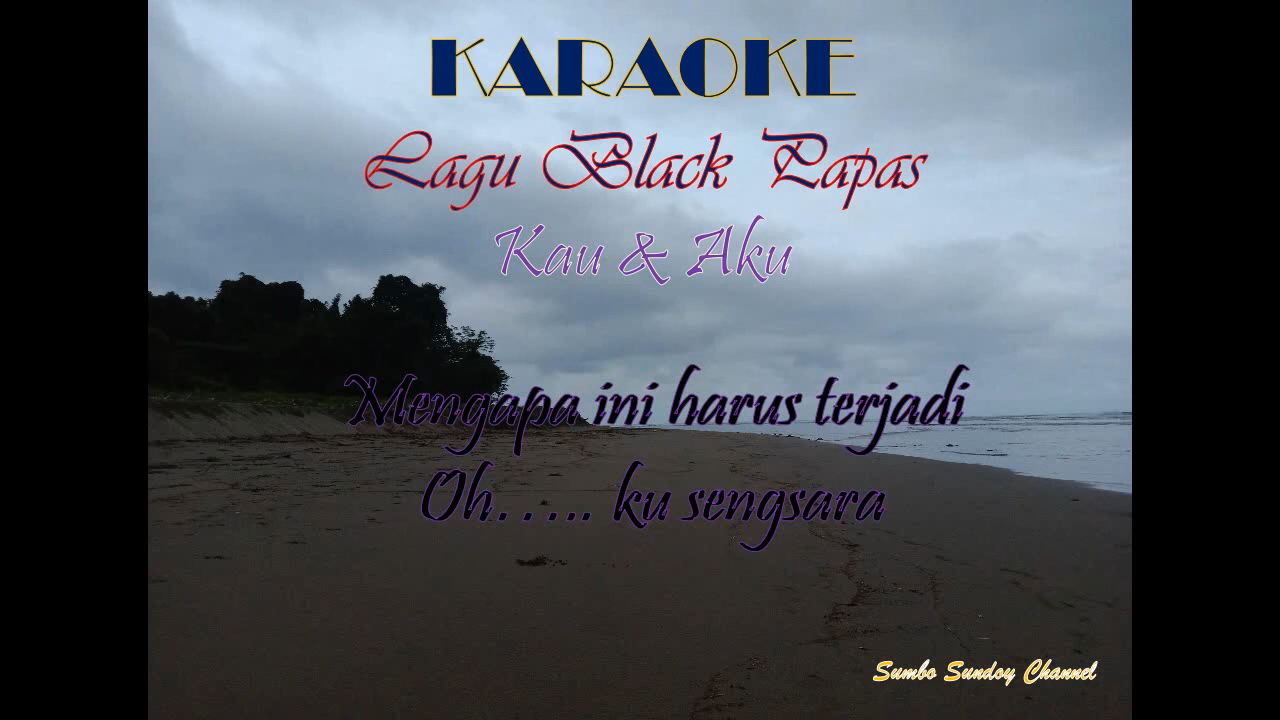 KARAOKE
Lagu Black Papas
Kau & Aku
Mengapa ini harus terjadi
Oh..... ku sengsara
Sumbo Sundoy Channel